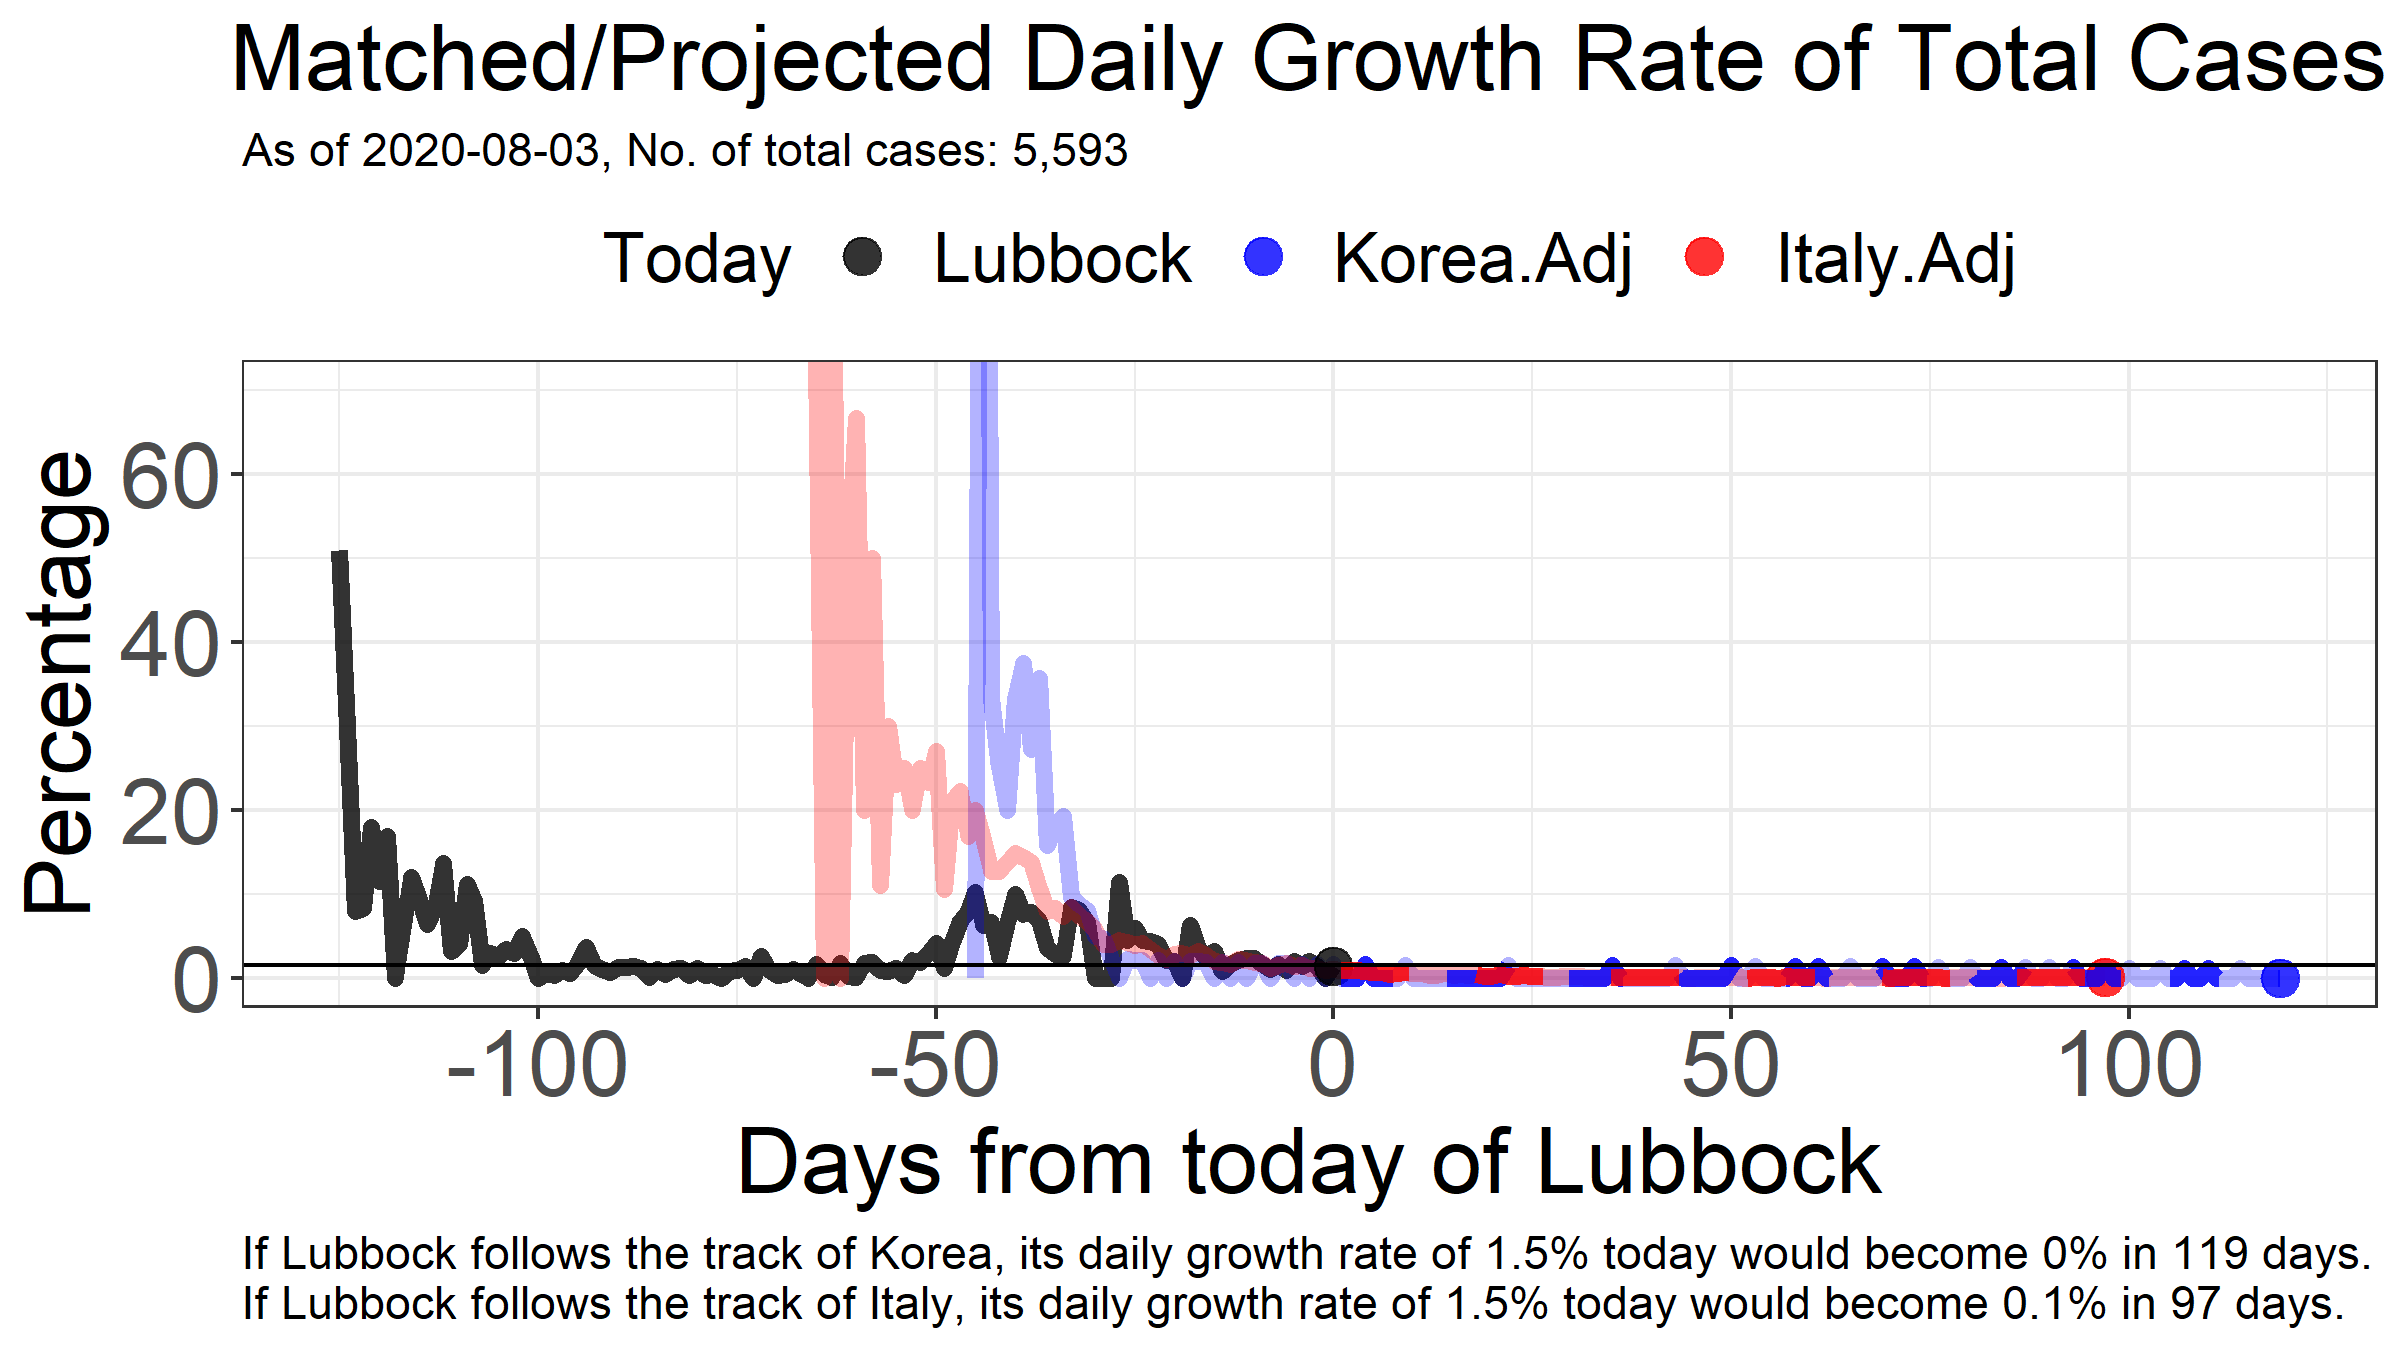 Matched/Projected Daily Growth Rate of Total Cases
As of 2020-08-03, No. of total cases: 5,593
Today Lubbock Korea.Adj Italy.Adj
Percentage
60
40
20
0
-100 -50 0 50 100
Days from today of Lubbock
If Lubbock follows the track of Korea, its daily growth rate of 1.5% today would become 0% in 119 days.
If Lubbock follows the track of Italy, its daily growth rate of 1.5% today would become 0.1% in 97 days.